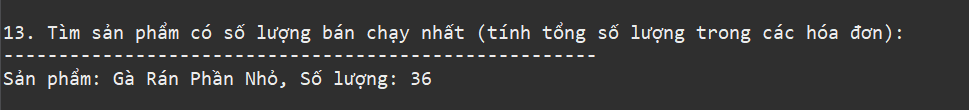 13. Tìm sản phẩm có số lượng bán chạy nhất (tính tổng số lượng trong các hóa đơn):
------------------------------------------------------
Sản phẩm: Gà Rán Phần Nhỏ, Số lượng: 36